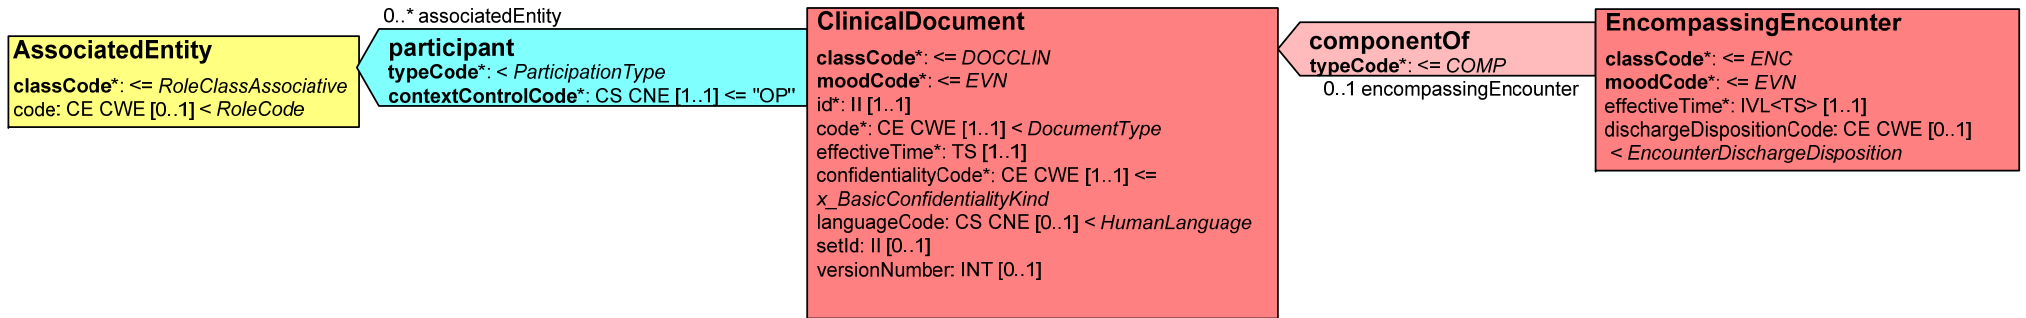 AssociatedEntity
classCode*: <= RoleClassAssociative
code: CE CWE [0..1] < RoleCode
0..* associatedEntity
participant
typeCode*: < ParticipationType
contextControlCode*: CS CNE [1..1] <= "OP"
ClinicalDocument
classCode*: <= DOCCLIN
moodCode*: <= EVN
id*: II [1..1]
code*: CE CWE [1..1] < DocumentType
effectiveTime*: TS [1..1]
confidentialityCode*: CE CWE [1..1] <=
x_BasicConfidentialityKind
languageCode: CS CNE [0..1] < HumanLanguage
setId: II [0..1]
versionNumber: INT [0..1]
componentOf
typeCode*: <= COMP
0..1 encompassingEncounter
EncompassingEncounter
classCode*: <= ENC
moodCode*: <= EVN
effectiveTime*: IVL<TS> [1..1]
dischargeDispositionCode: CE CWE [0..1]
< EncounterDischargeDisposition